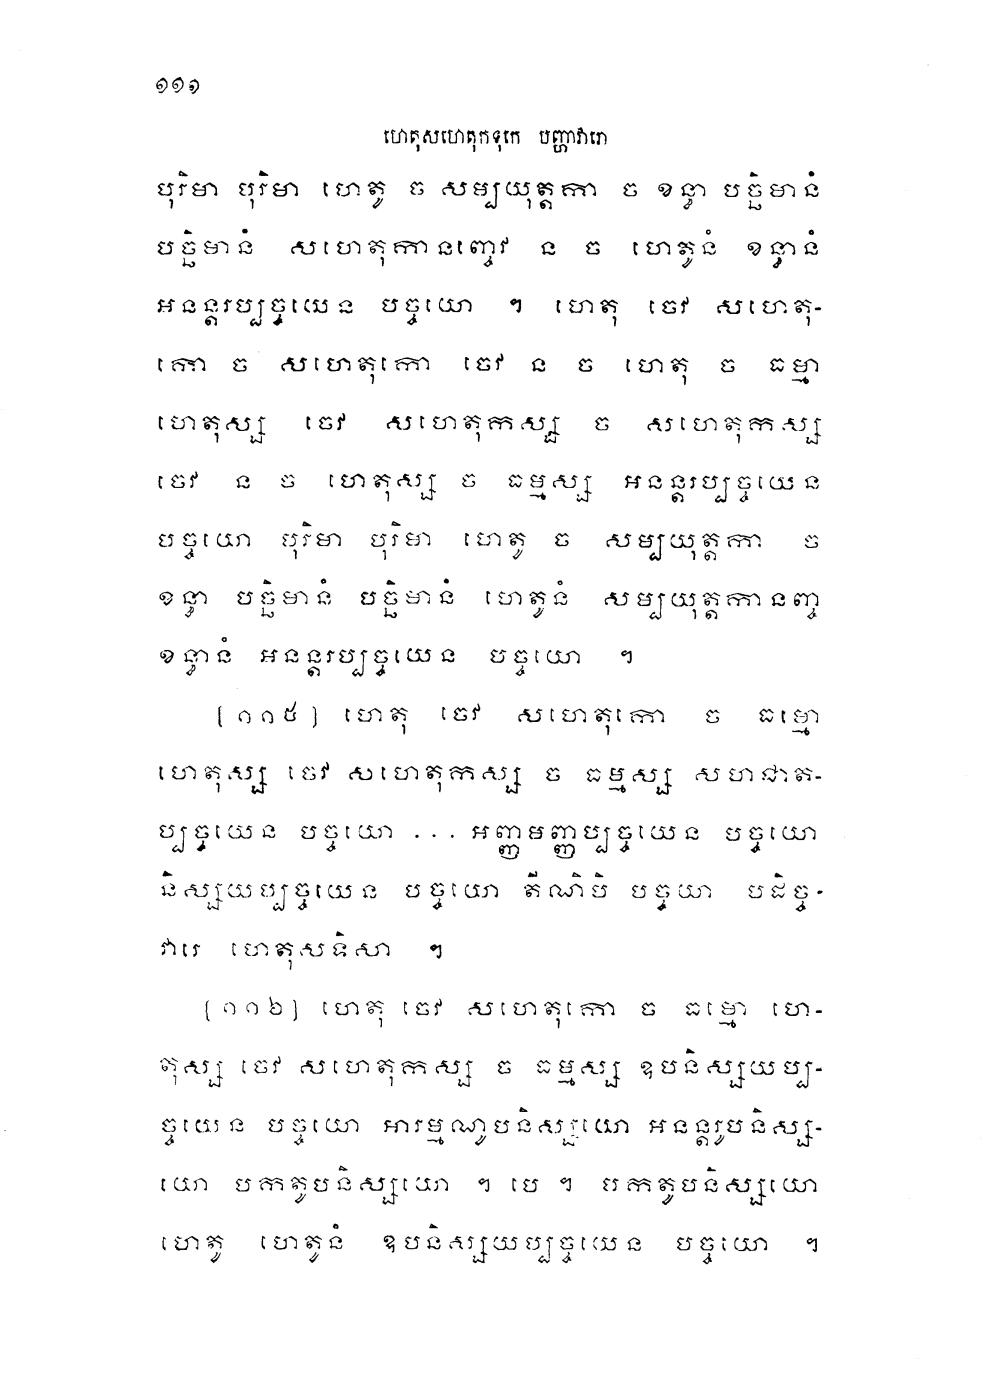 ១១១
ហេតុសហេតុកទុកេ បញ្ហាវារោ
បុរិមា បុរិមា ហេតូ ច សម្បយុត្តកា ច ខន្ធា បច្ឆិមានំ
បច្ឆិមានំ សហេតុកានញ្ចេវ ន ច ហេតូនំ ខន្ធានំ
អនន្តរប្បច្ចយេន បច្ចយោ ។ ហេតុ ចេវ សហេតុ-
កោ ច សហេតុកោ ចេវ ន ច ហេតុ ច ធម្មា
ហេតុស្ស ចេវ សហេតុកស្ស ច សហេតុកស្ស
ចេវ ន ច ហេតុស្ស ច ធម្មស្ស អនន្តរប្បច្ចយេន
បច្ចយោ បុរិមា បុរិមា ហេតូ ច សម្បយុត្តកា ច
ខន្ធា បច្ឆិមានំ បច្ឆិមានំ ហេតូនំ សម្បយុត្តកានញ្ច
ខន្ធានំ អនន្តរប្បច្ចយេន បច្ចយោ ។
[១១៥] ហេតុ ចេវ សហេតុកោ ច ធម្មោ
ហេតុស្ស ចេវ សហេតុកស្ស ច ធម្មស្ស សហជាត-
ប្បច្ចយេន បច្ចយោ ... អញ្ញមញ្ញប្បច្ចយេន បច្ចយោ
និស្សយប្បច្ចយេន បច្ចយោ តីណិបិ បច្ចយា បដិច្ច-
វារេ ហេតុសទិសា ។
[១១៦] ហេតុ ចេវ សហេតុកោ ច ធម្មោ ហេ-
តុស្ស ចេវ សហេតុកស្ស ច ធម្មស្ស ឧបនិស្សយប្ប-
ច្ចយេន បច្ចយោ អារម្មណូបនិស្សយោ អនន្តរូបនិស្ស-
យោ បកតូបនិស្សយោ ។ បេ ។ បកតូបនិស្សយោ
ហេតូ ហេតូនំ ឧបនិស្សយប្បច្ចយេន បច្ចយោ ។